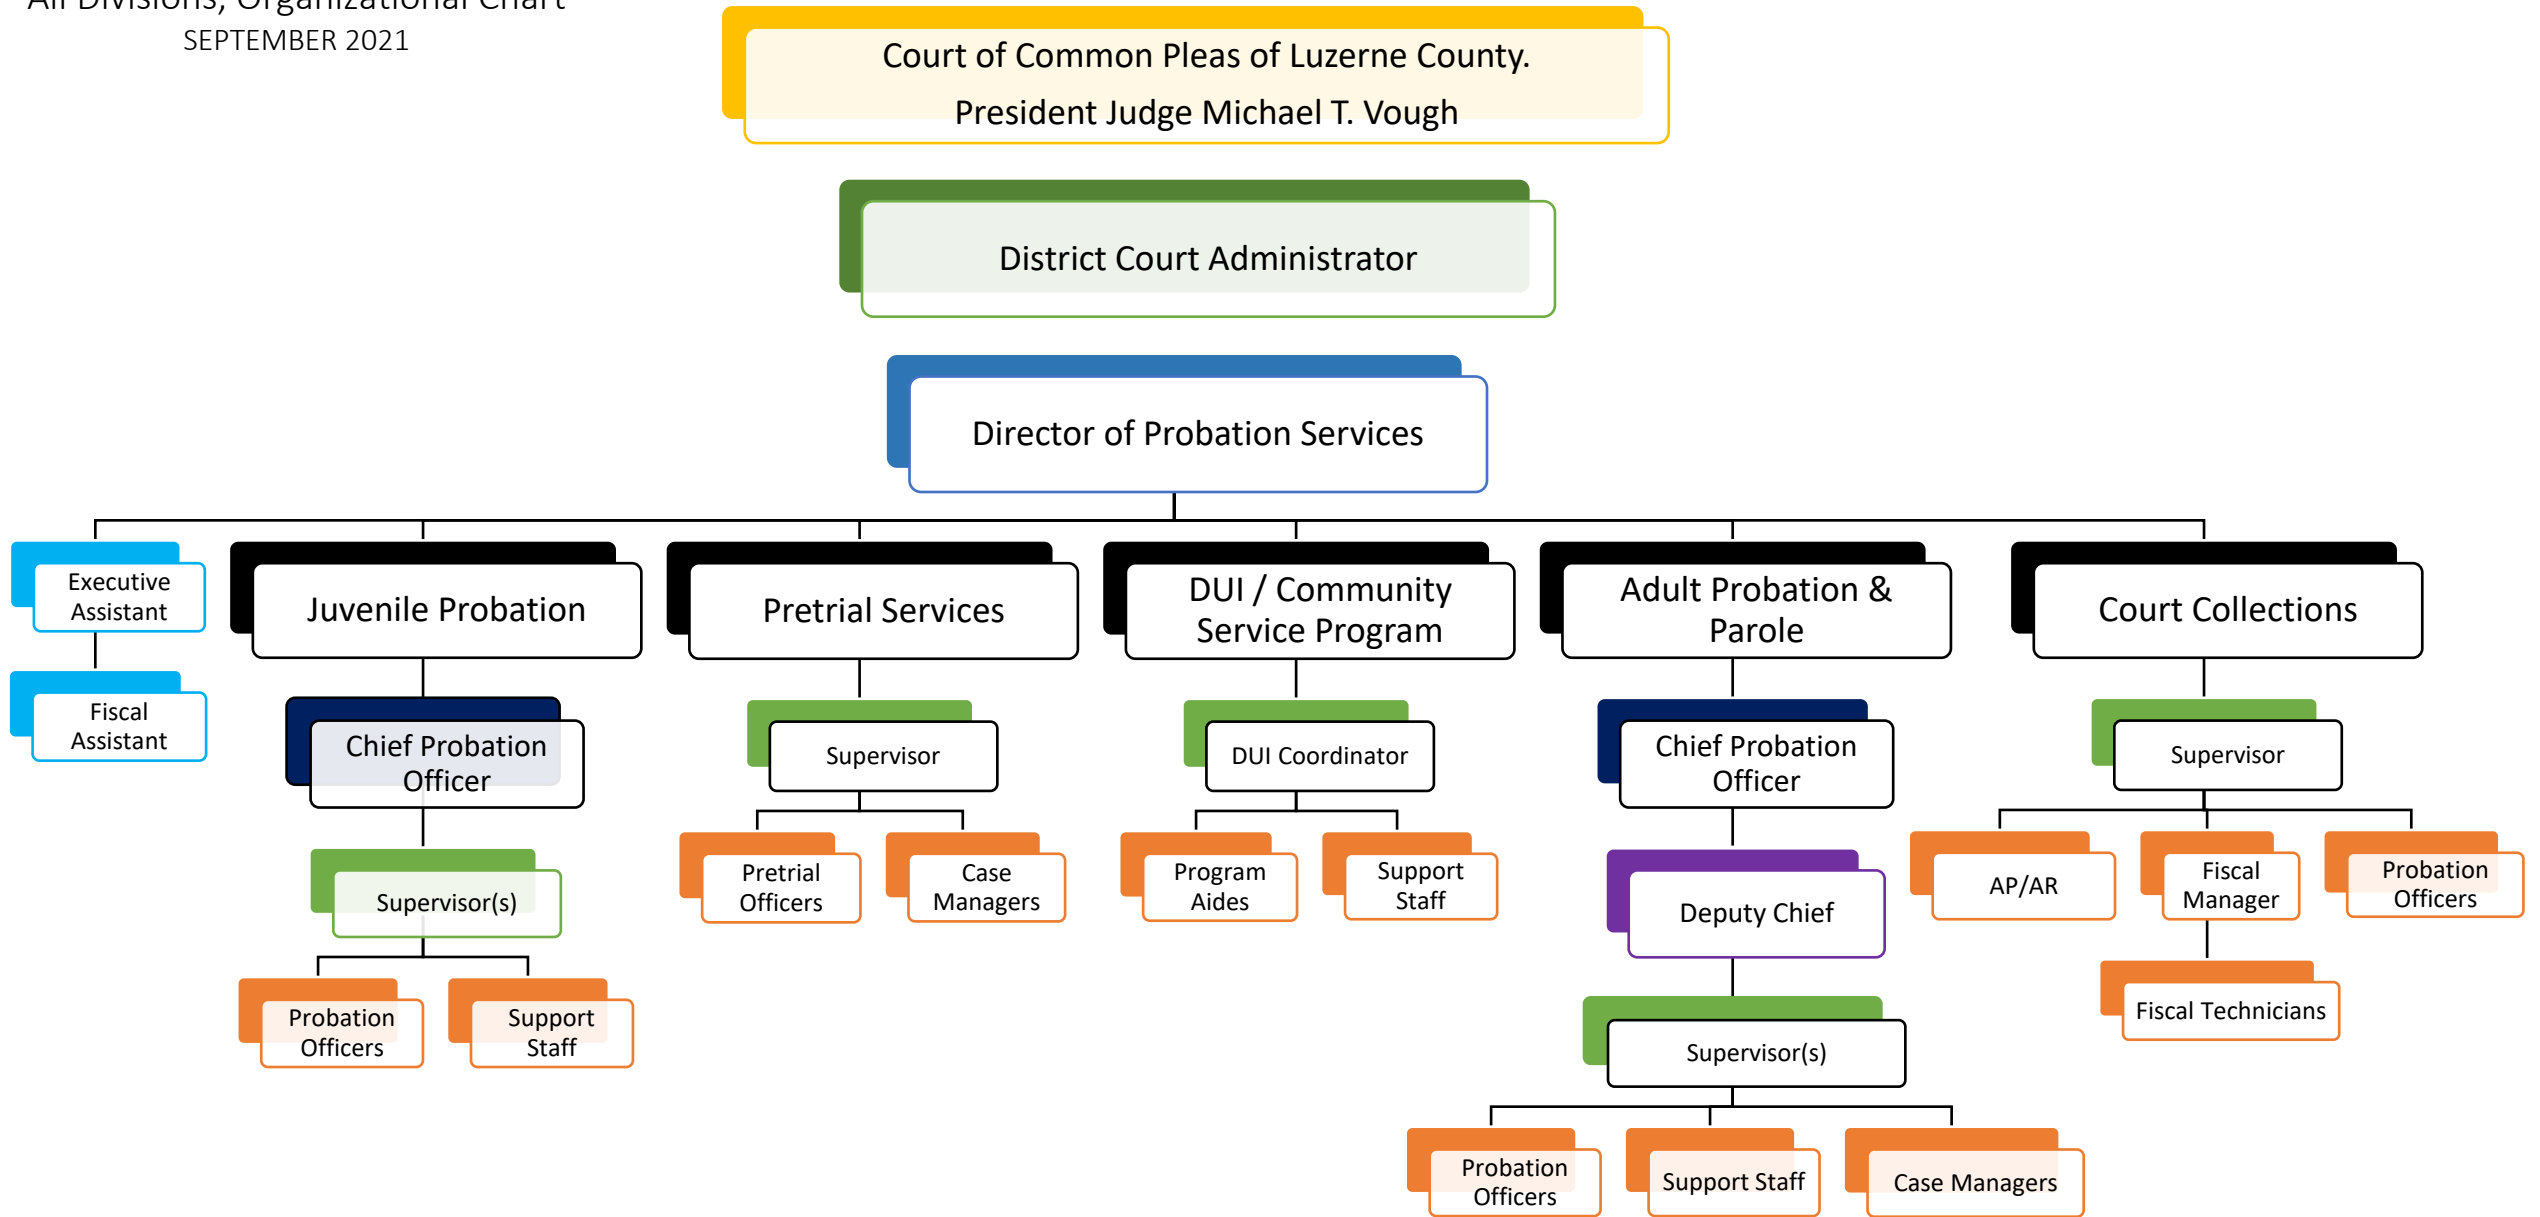 All Divisions, Organizational Chart
SEPTEMBER 2021
Court of Common Pleas of Luzerne County.
President Judge Michael T. Vough
District Court Administrator
Director of Probation Services
Executive
Assistant
Fiscal
Assistant
Juvenile Probation
Chief Probation
Officer
Supervisor(s)
Probation
Officers
Support
Staff
Pretrial Services
Supervisor
Pretrial
Officers
Case
Managers
DUI / Community
Service Program
DUI Coordinator
Program
Aides
Support
Staff
Adult Probation &
Parole
Chief Probation
Officer
Deputy Chief
Supervisor(s)
Probation
Officers
Support Staff
Case Managers
Court Collections
Supervisor
AP/AR
Fiscal
Manager
Fiscal Technicians
Probation
Officers